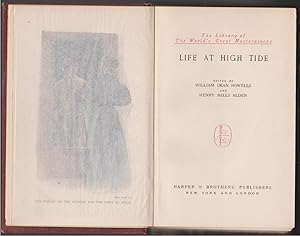 The Library of
The World's Great Masterpieces
LIFE AT HIGH TIDE
EDITED BY
WILLIAM DEAN HOWELLS
AND
HENRY MILLS ALDEN
HARPER & BROTHERS PUBLISHERS
NEW YORK AND LONDON